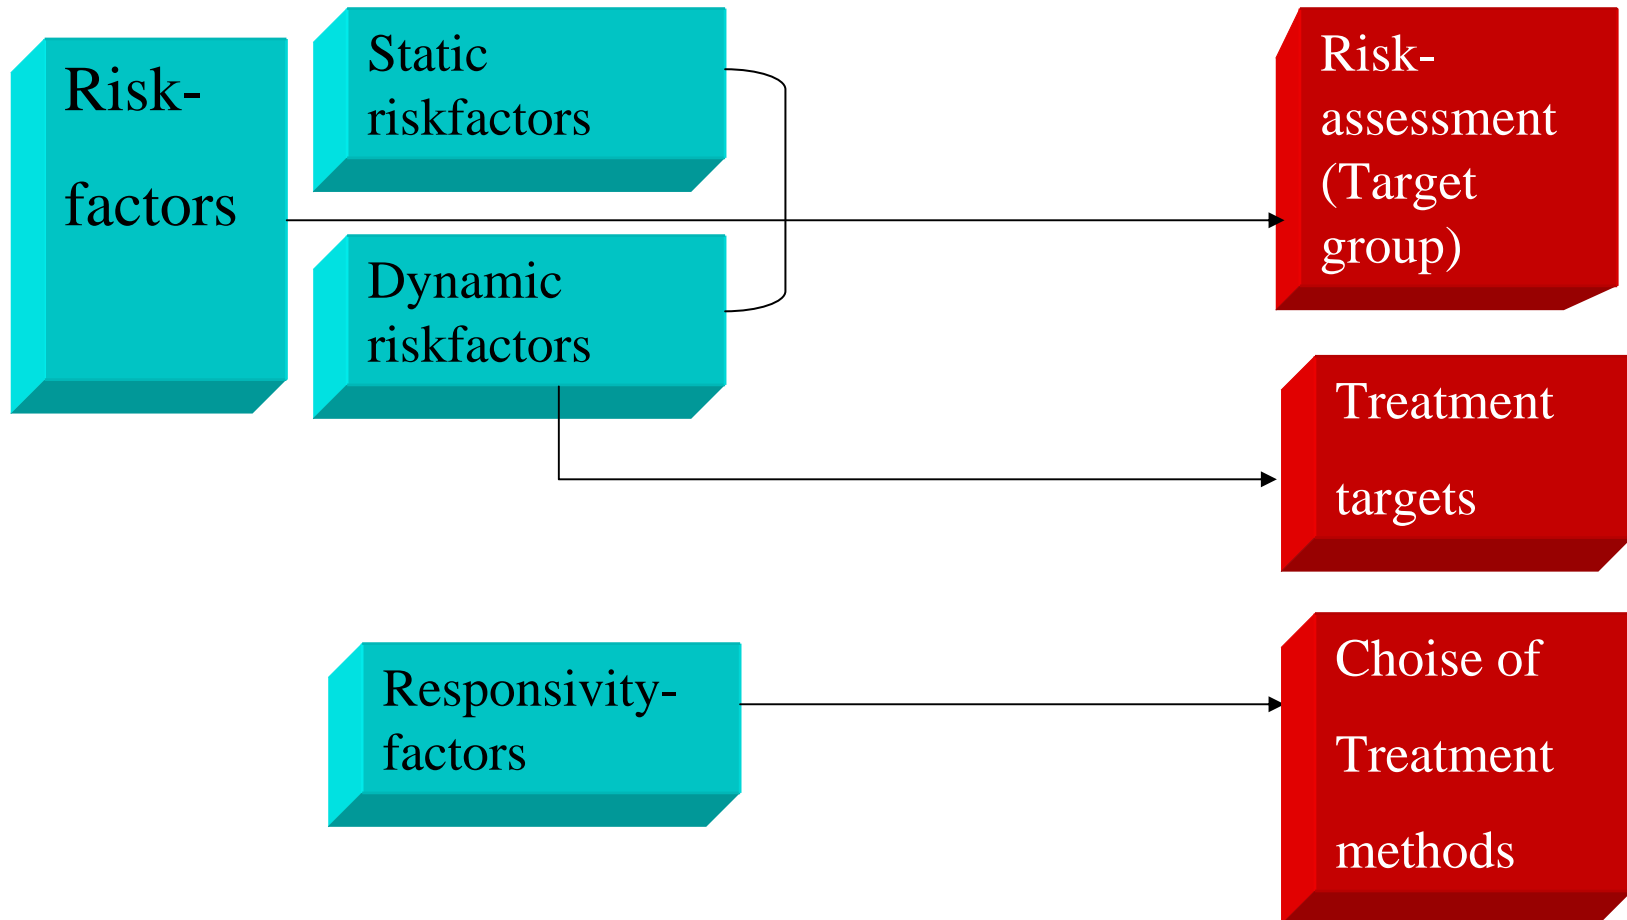 Risk-
factors
Static
riskfactors
Dynamic
riskfactors
Responsivity-
factors
Risk-
assessment
(Target
group)
Treatment
targets
Choise of
Treatment
methods